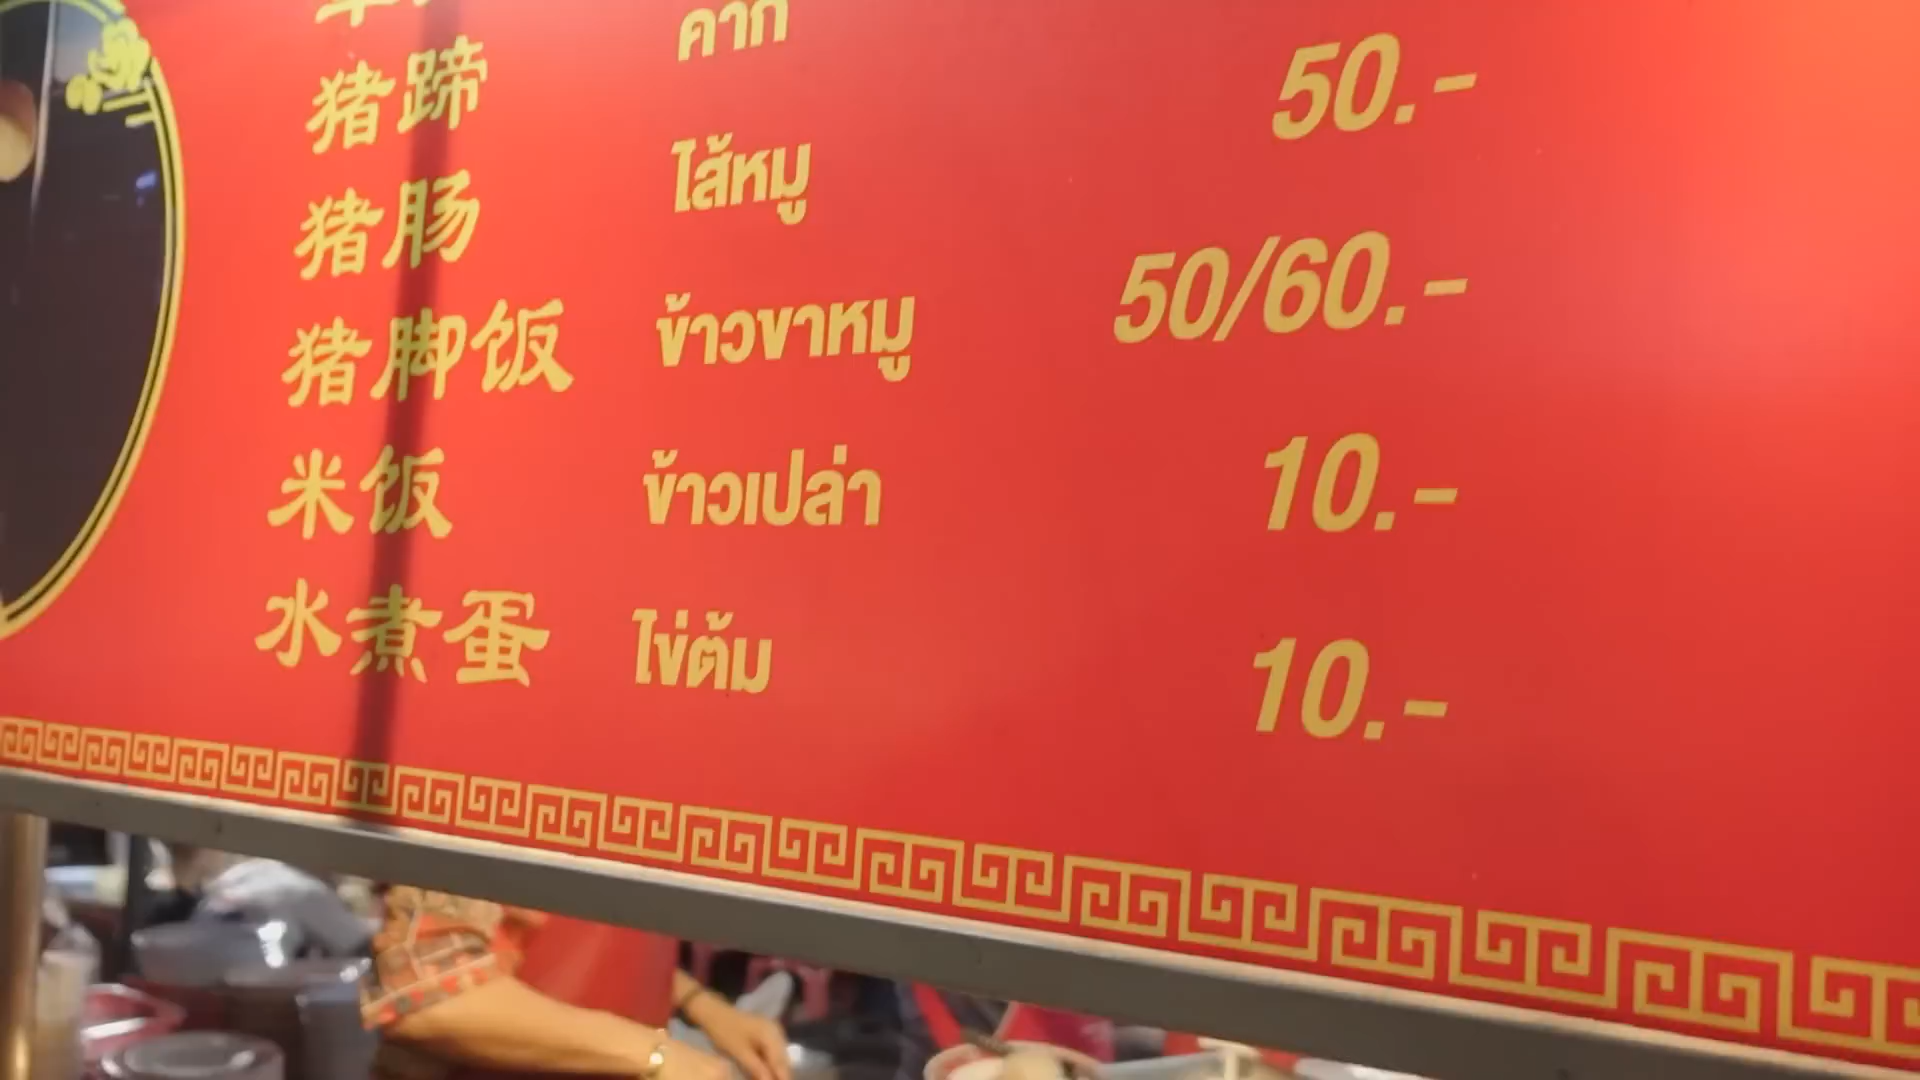 คากิ
猪蹄
50.-
猪肠 ไส้หมู
猪脚饭 ข้าวขาหมู 50/60.-
米饭 ข้าวเปล่า 10.-
水煮蛋 ไข่ต้ม 10.-